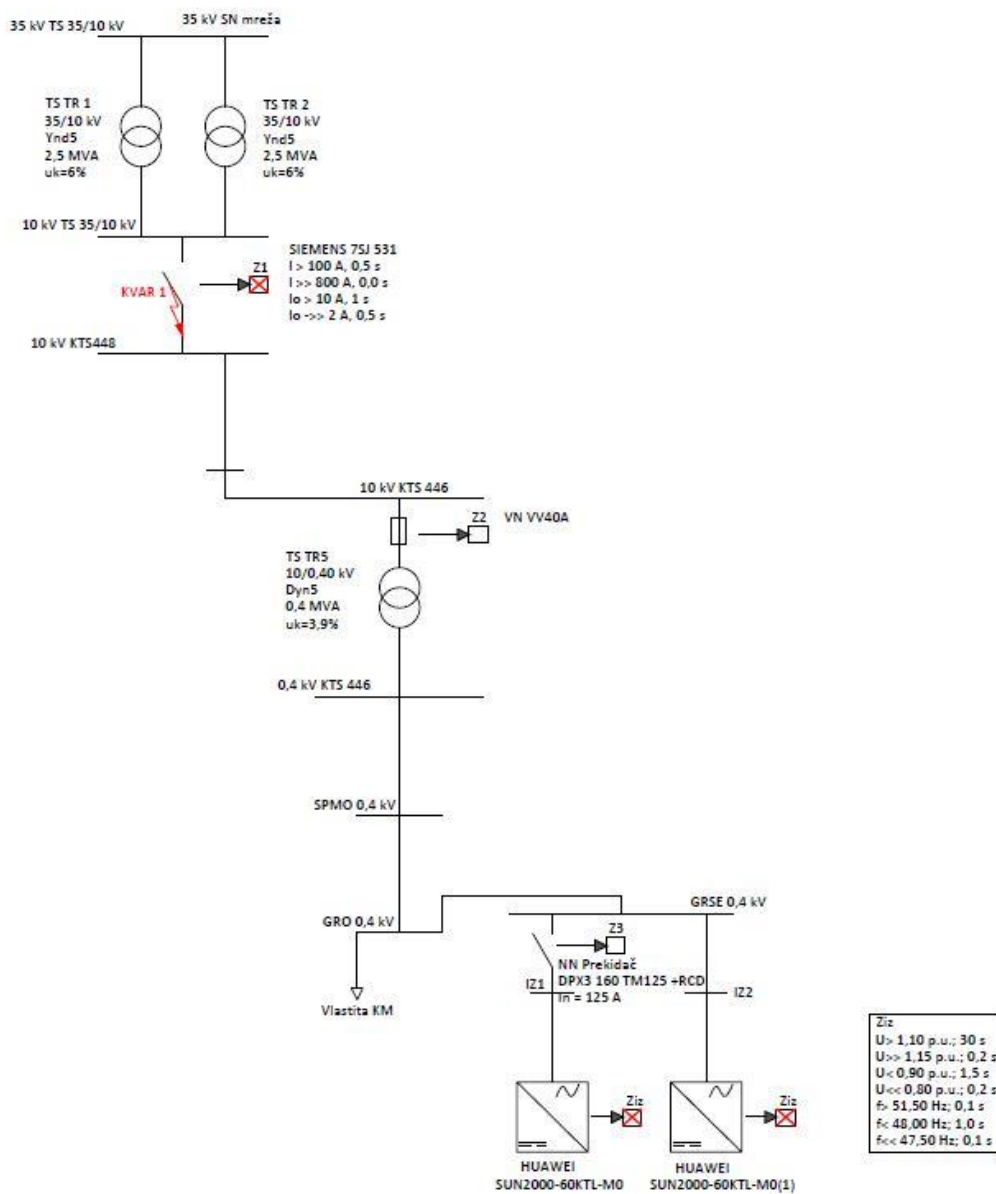 35 kV TS 35/10 kV
35 kV SN mreža
TS TR 1
35/10 kV
Ynd5
2,5 MVA
uk=6%
TS TR 2
35/10 kV
Ynd5
2,5 MVA
uk=6%
10 kV TS 35/10 kV
KVAR 1
Z1
SIEMENS 7SJ 531
I > 100 A, 0,5 s
I >> 800 A, 0,0 s
Io > 10 A, 1 s
Io ->> 2 A, 0,5 s
10 kV KTS448
10 kV KTS 446
Z2
VN VV40A
TS TR5
10/0,40 kV
Dyn5
0,4 MVA
uk=3,9%
0,4 kV KTS 446
SPMO 0,4 kV
GRO 0,4 kV
GRSE 0,4 kV
Vlastita KM
Z3
NN Prekidač
DPX3 160 TM125 +RCD
In = 125 A
IZ1
IZ2
Ziz
Ziz
HUAWEI
SUN2000-60KTL-M0
HUAWEI
SUN2000-60KTL-M0(1)
Ziz
U> 1,10 p.u.; 30 s
U>> 1,15 p.u.; 0,2 s
U< 0,90 p.u.; 1,5 s
U<< 0,80 p.u.; 0,2 s
f> 51,50 Hz; 0,1 s
f< 48,00 Hz; 1,0 s
f<< 47,50 Hz; 0,1 s